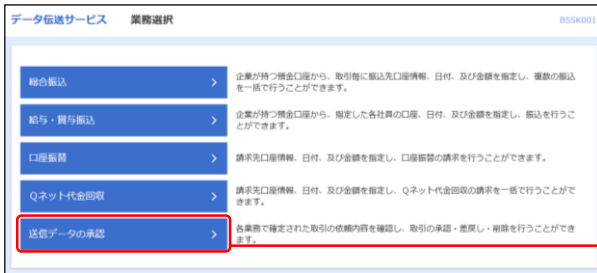 データ伝送サービス 業務選択 BSSK001
総合振込
企業が持つ預金口座から、取引毎に振込先口座情報、日付、及び金額を指定し、複数の振込
を一括で行うことができます。
給与・賞与振込
企業が持つ預金口座から、指定した各社員の口座、日付、及び金額を指定し、振込を行うこ
とができます。
口座振替
請求先口座情報、日付、及び金額を指定し、口座振替の請求を行うことができます。
Qネット代金回収
請求先口座情報、日付、及び金額を指定し、Qネット代金回収の請求を一括で行うことがで
きます。
送信データの承認
各業務で確定された取引の依頼内容を確認し、取引の承認・差戻し・削除を行うことができ
ます。